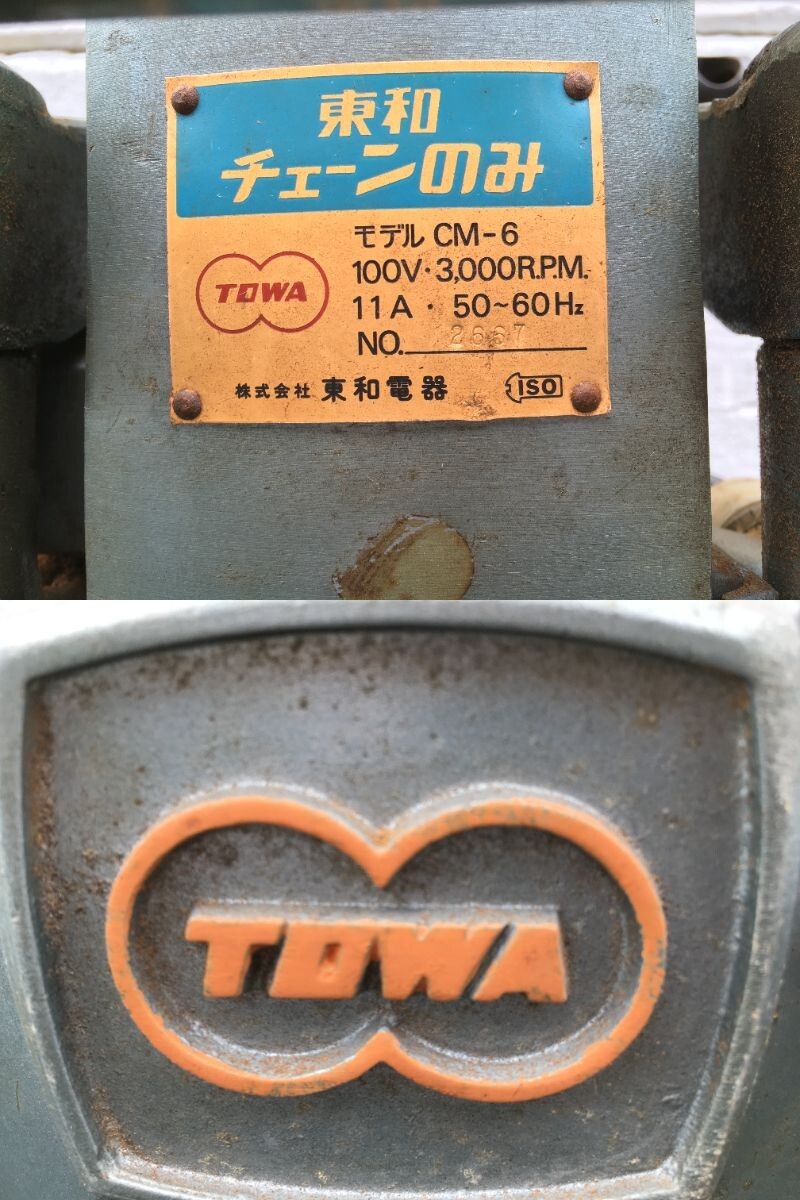 東和
チェーンのみ
モデル CM-6
TOWA
100V・3,000R.P.M.
11A・50~60Hz
NO. 2667
株式会社 東和電器
ISO
TOWA